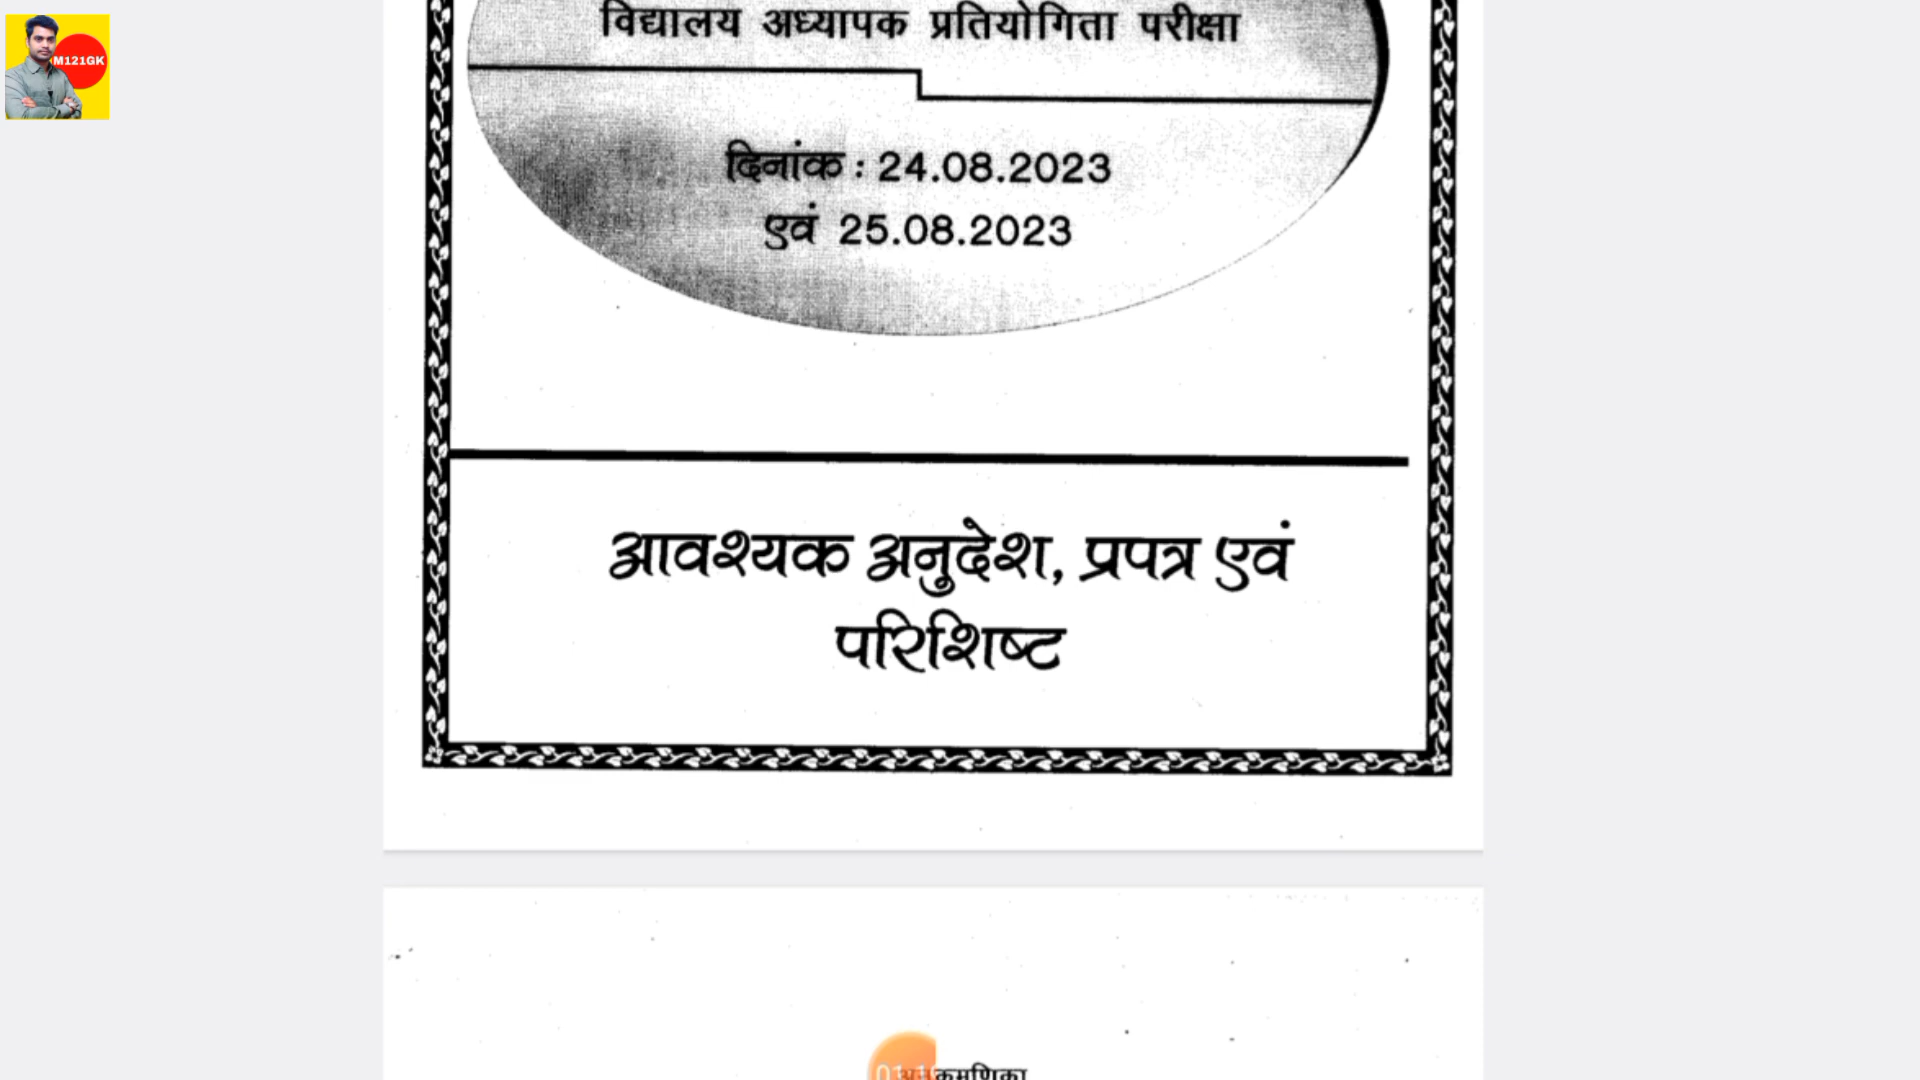 M121GK
विद्यालय अध्यापक प्रतियोगिता परीक्षा
दिनांक : 24.08.2023
एवं 25.08.2023
आवश्यक अनुदेश, प्रपत्र एवं
परिशिष्ट